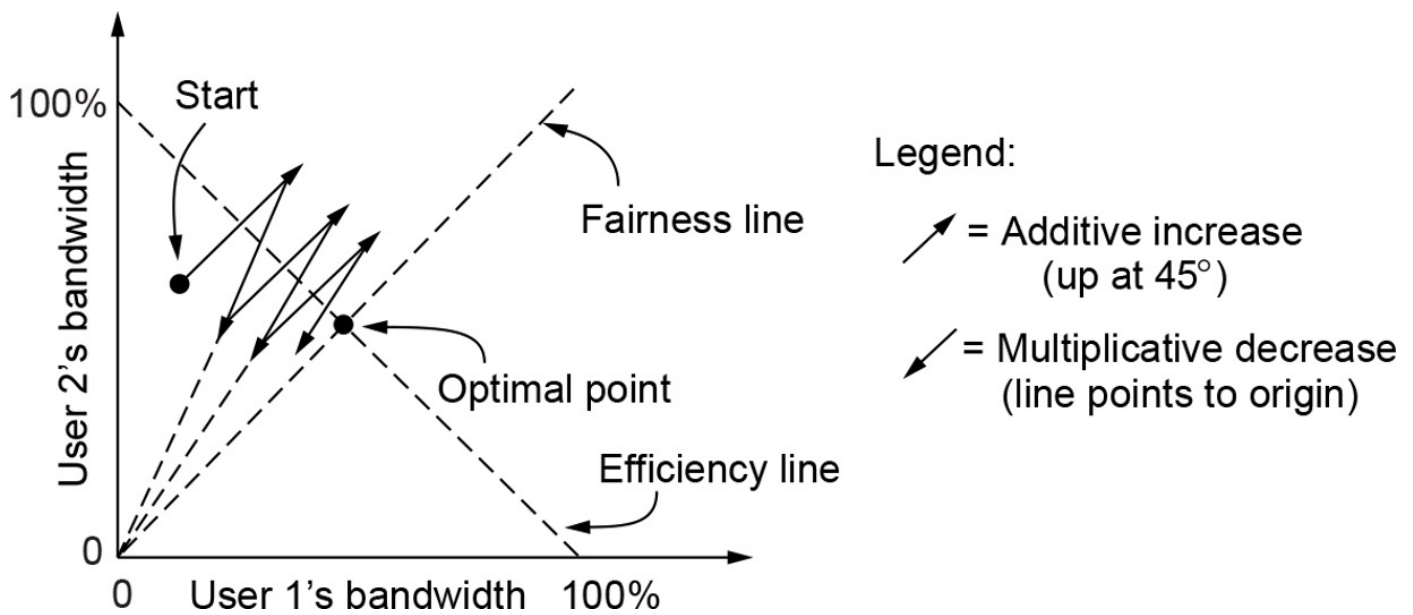 100%
Start
User 2's bandwidth
Fairness line
Optimal point
Efficiency line
0
0
User 1's bandwidth
100%
Legend:
= Additive increase
(up at 45°)
= Multiplicative decrease
(line points to origin)